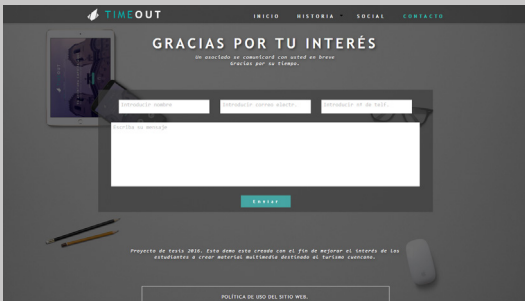 TIMEOUT
INICIO HISTORIA SOCIAL CONTACTO
GRACIAS POR TU INTERÉS
Un asociado se comunicará con usted en breve
Gracias por su tiempo.
Introducir nombre Introducir correo electr. Introducir nº de telf.
Escriba su mensaje
Enviar
Proyecto de tesis 2016. Esta demo esta creada con el fin de mejorar el interés de los
estudiantes a crear material multimedia destinado al turismo cuencano.
POLÍTICA DE USO DEL SITIO WEB.